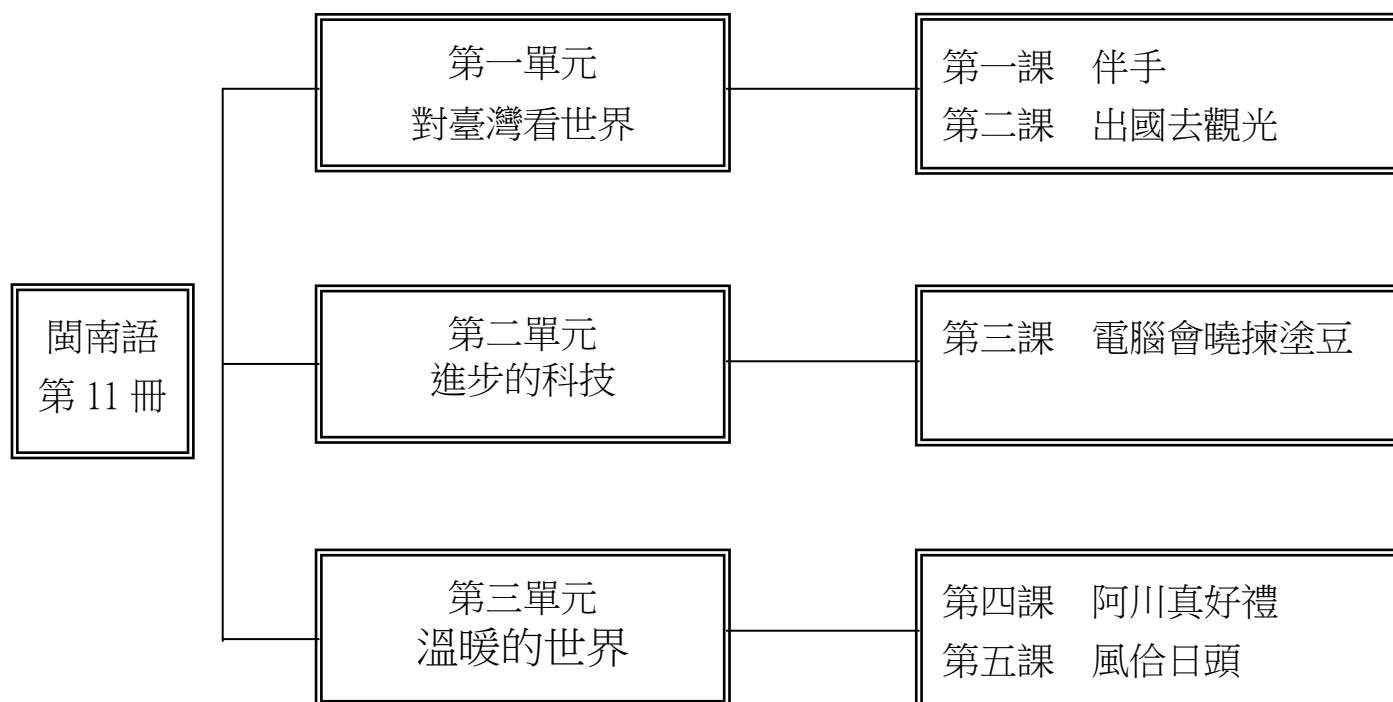 閩南語
第 11 冊
第一單元
對臺灣看世界
第一課　伴手
第二課　出國去觀光
第二單元
進步的科技
第三課　電腦會曉揀塗豆
第三單元
溫暖的世界
第四課　阿川真好禮
第五課　風佮日頭